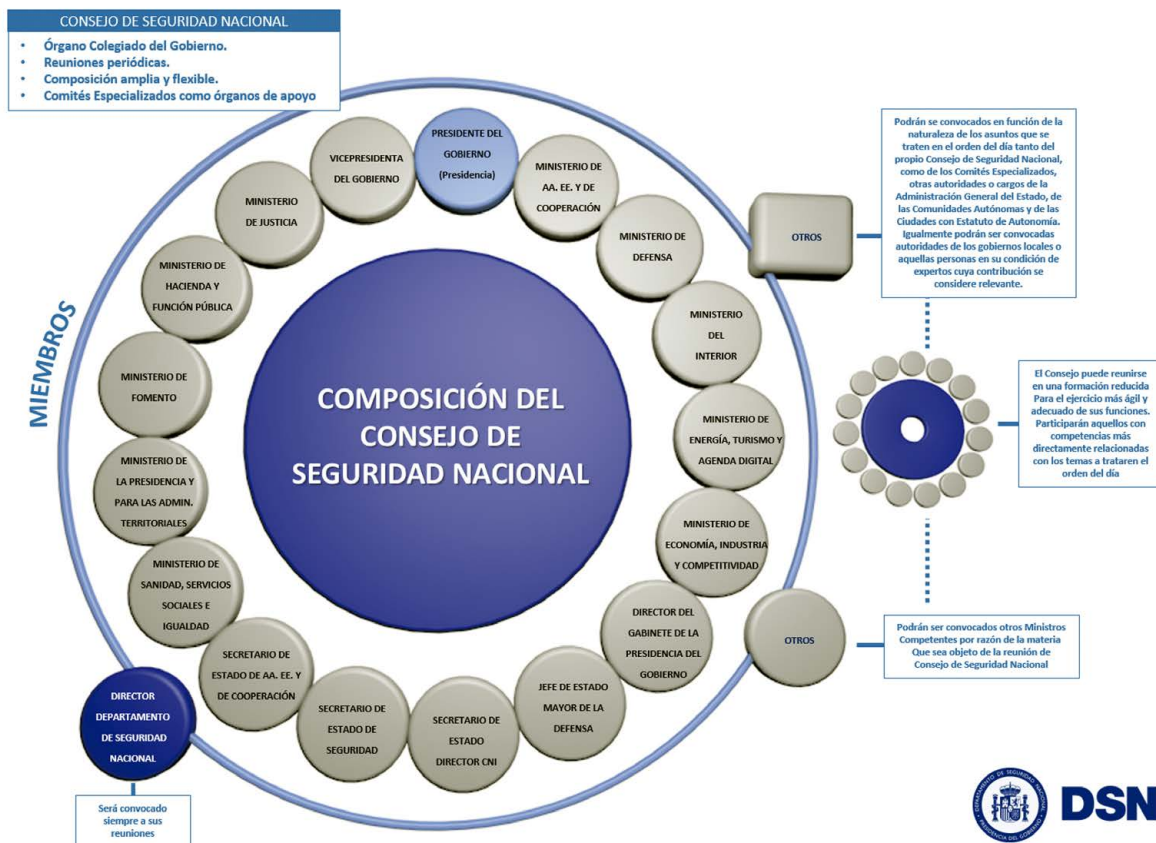 CONSEJO DE SEGURIDAD NACIONAL
• Órgano Colegiado del Gobierno.
• Reuniones periódicas.
• Composición amplia y flexible.
• Comités Especializados como órganos de apoyo
MIEMBROS
COMPOSICIÓN DEL
CONSEJO DE
SEGURIDAD NACIONAL
PRESIDENTE DEL
GOBIERNO
(Presidencia)
MINISTERIO DE
AA. EE. Y DE
COOPERACIÓN
MINISTERIO DE
DEFENSA
MINISTERIO
DEL
INTERIOR
MINISTERIO DE
ENERGÍA, TURISMO Y
AGENDA DIGITAL
MINISTERIO DE
ECONOMÍA, INDUSTRIA
Y COMPETITIVIDAD
DIRECTOR DEL
GABINETE DE LA
PRESIDENCIA DEL
GOBIERNO
JEFE DE ESTADO
MAYOR DE LA
DEFENSA
SECRETARIO DE
ESTADO
DIRECTOR CNI
SECRETARIO DE
ESTADO DE
SEGURIDAD
SECRETARIO DE
ESTADO DE AA. EE. Y
DE COOPERACIÓN
MINISTERIO DE
SANIDAD, SERVICIOS
SOCIALES E
IGUALDAD
MINISTERIO DE
LA PRESIDENCIA Y
PARA LAS ADMIN.
TERRITORIALES
MINISTERIO DE
FOMENTO
MINISTERIO DE
HACIENDA Y
FUNCIÓN PÚBLICA
MINISTERIO
DE JUSTICIA
VICEPRESIDENTA
DEL GOBIERNO
DIRECTOR
DEPARTAMENTO
DE SEGURIDAD
NACIONAL
Será convocado
siempre a sus
reuniones
OTROS
Podrán se convocados en función de la
naturaleza de los asuntos que se
traten en el orden del día tanto del
propio Consejo de Seguridad Nacional,
como de los Comités Especializados,
otras autoridades o cargos de la
Administración General del Estado, de
las Comunidades Autónomas y de las
Ciudades con Estatuto de Autonomía.
Igualmente podrán ser convocadas
autoridades de los gobiernos locales o
aquellas personas en su condición de
expertos cuya contribución se
considere relevante.
El Consejo puede reunirse
en una formación reducida
Para el ejercicio más ágil y
adecuado de sus funciones.
Participarán aquellos con
competencias más
directamente relacionadas
con los temas a trataren el
orden del día
OTROS
Podrán ser convocados otros Ministros
Competentes por razón de la materia
Que sea objeto de la reunión de
Consejo de Seguridad Nacional
DEPARTAMENTO DE SEGURIDAD NACIONAL
PRESIDENCIA DEL GOBIERNO
DSN